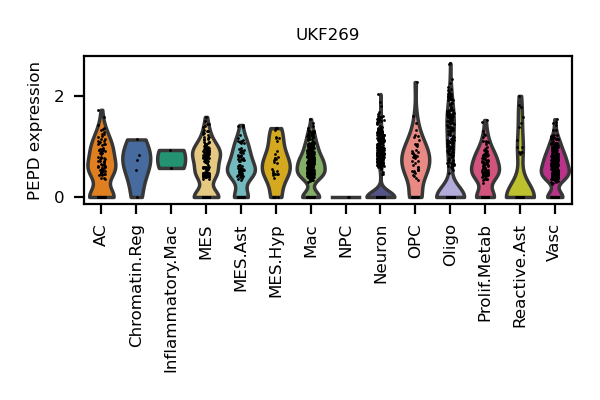 UKF269
PEPD expression
2
0
AC
Chromatin.Reg
Inflammatory.Mac
MES
MES.Ast
MES.Hyp
Mac
NPC
Neuron
OPC
Oligo
Prolif.Metab
Reactive.Ast
Vasc